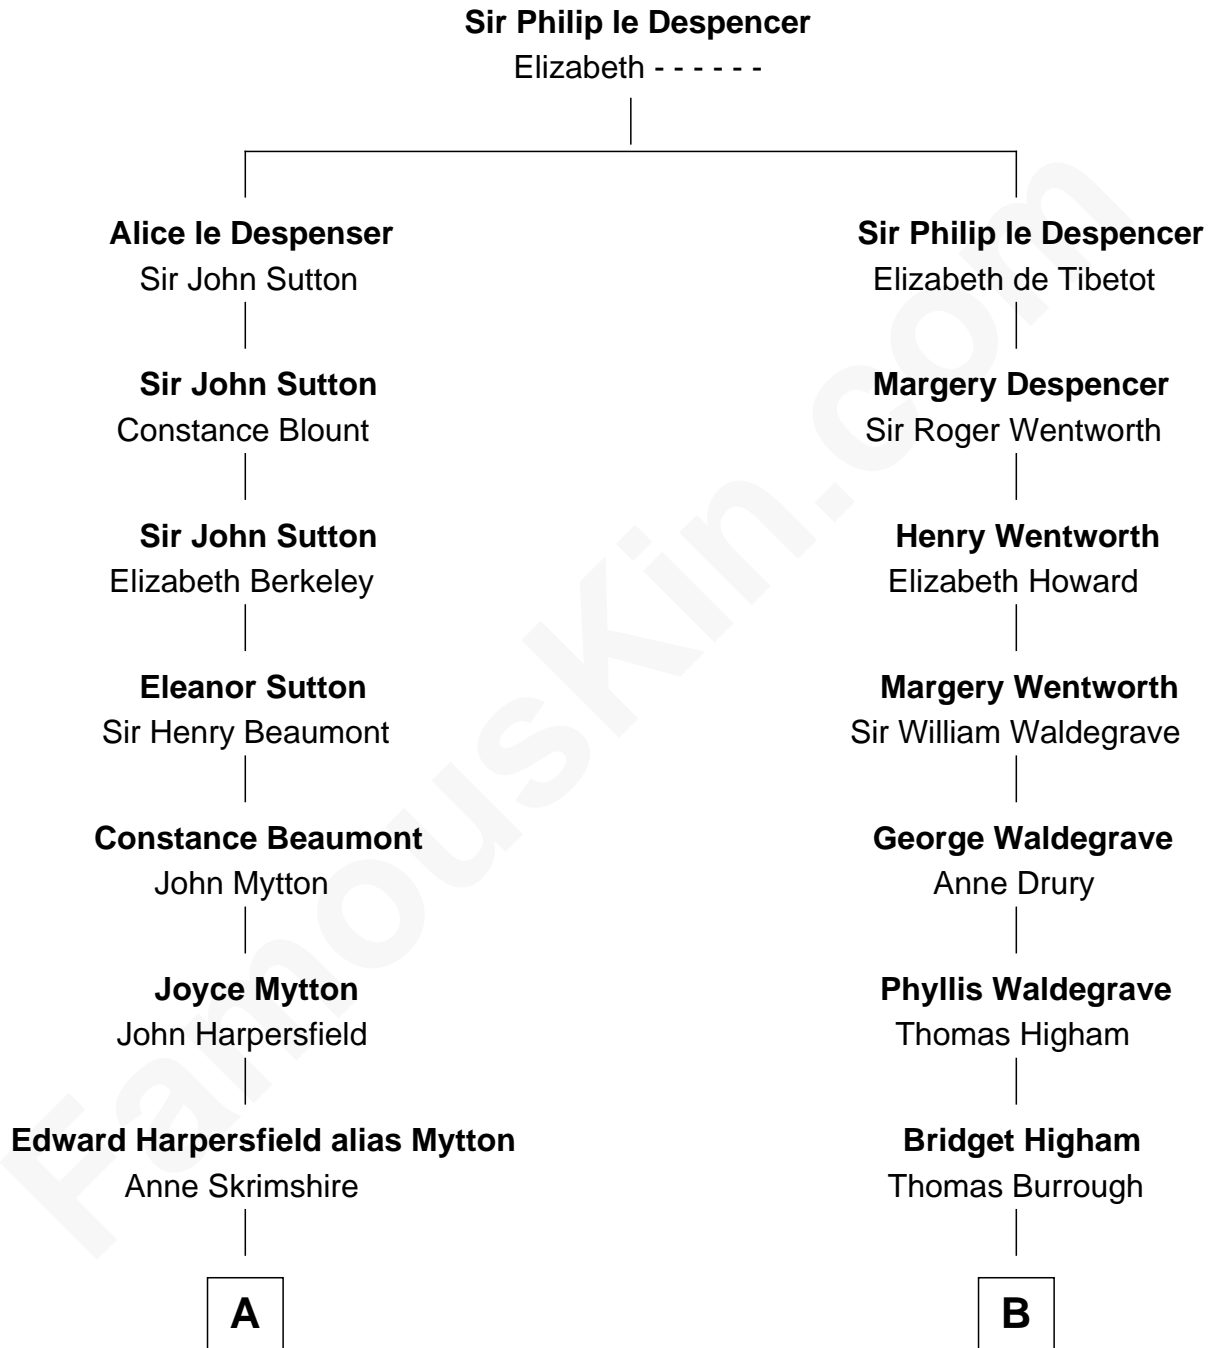 Sir Philip le Despencer
Elizabeth - - - - - -
Alice le Despenser
Sir John Sutton
Sir Philip le Despencer
Elizabeth de Tibetot
Sir John Sutton
Constance Blount
Margery Despencer
Sir Roger Wentworth
Sir John Sutton
Elizabeth Berkeley
Henry Wentworth
Elizabeth Howard
Eleanor Sutton
Sir Henry Beaumont
Margery Wentworth
Sir William Waldegrave
Constance Beaumont
John Mytton
George Waldegrave
Anne Drury
Joyce Mytton
John Harpersfield
Phyllis Waldegrave
Thomas Higham
Edward Harpersfield alias Mytton
Anne Skrimshire
Bridget Higham
Thomas Burrough
A
B
FamousKin.com